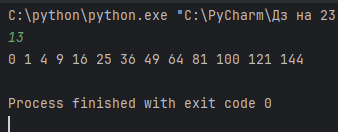 C:\python\python.exe "C:\PyCharm\Дз на 23
13
0 1 4 9 16 25 36 49 64 81 100 121 144
Process finished with exit code 0